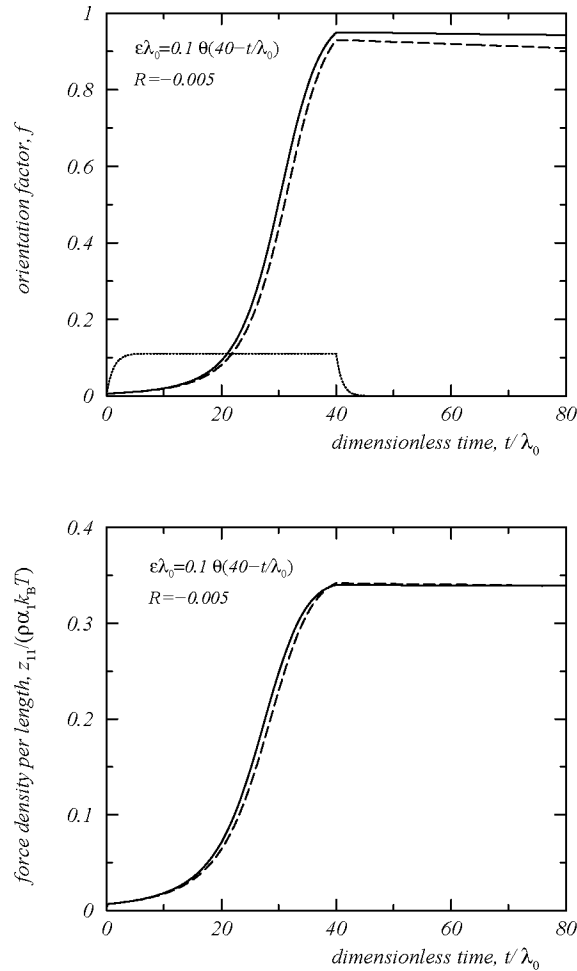 1
0.8
0.6
0.4
0.2
0
orientation factor, f
ελ₀=0.1 θ(40−t/λ₀)
R=−0.005
0 20 40 60 80
dimensionless time, t/λ₀
0.4
0.3
0.2
0.1
0
force density per length, z₁₁/(ρα₁k_BT)
ελ₀=0.1 θ(40−t/λ₀)
R=−0.005
0 20 40 60 80
dimensionless time, t/λ₀